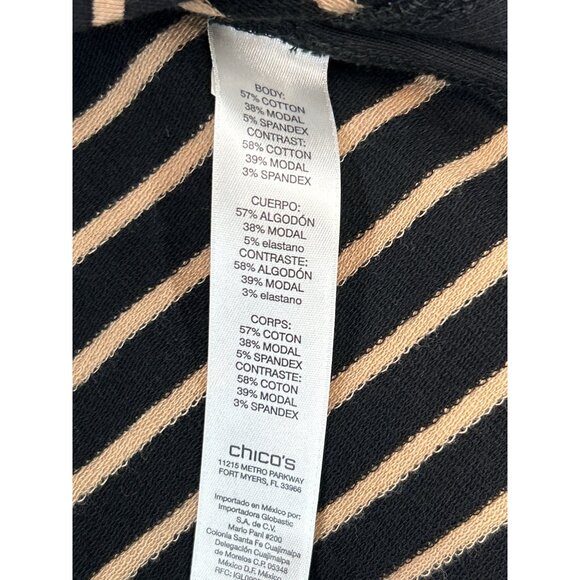 BODY:
57% COTTON
38% MODAL
5% SPANDEX
CONTRAST:
58% COTTON
39% MODAL
3% SPANDEX
CUERPO:
57% ALGODÓN
38% MODAL
5% elastano
CONTRASTE:
58% ALGODÓN
39% MODAL
3% elastano
CORPS:
57% COTON
38% MODAL
5% SPANDEX
CONTRASTE:
58% COTON
39% MODAL
3% SPANDEX
chico's
11215 METRO PARKWAY
FORT MYERS, FL 33966
Importado en México por:
Importadora Globastic
S.A. de C.V.
Mario Pani #200
Colonia Santa Fe Cuajimalpa
Delegación Cuajimalpa
de Morelos C.P. 05348
México D.F. México
RFC: